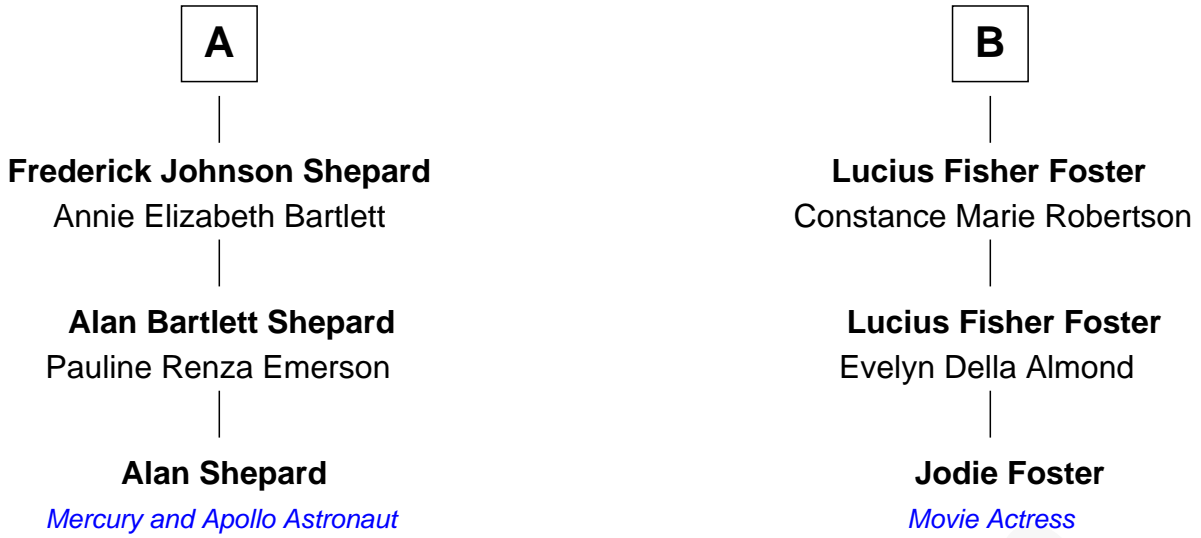 A
Frederick Johnson Shepard
Annie Elizabeth Bartlett
Alan Bartlett Shepard
Pauline Renza Emerson
Alan Shepard
Mercury and Apollo Astronaut
B
Lucius Fisher Foster
Constance Marie Robertson
Lucius Fisher Foster
Evelyn Della Almond
Jodie Foster
Movie Actress